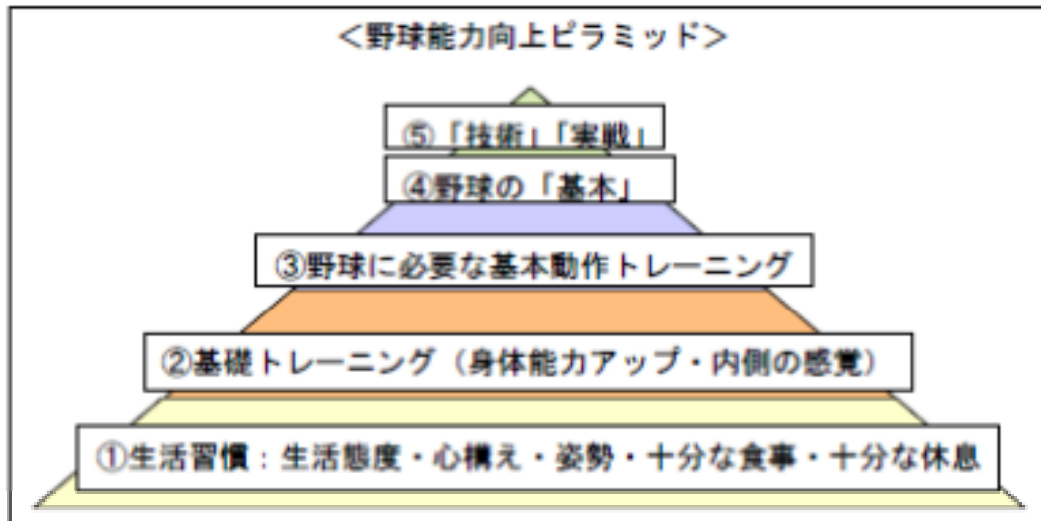 ＜野球能力向上ピラミッド＞
⑤「技術」「実戦」
④野球の「基本」
③野球に必要な基本動作トレーニング
②基礎トレーニング（身体能力アップ・内側の感覚）
①生活習慣：生活態度・心構え・姿勢・十分な食事・十分な休息